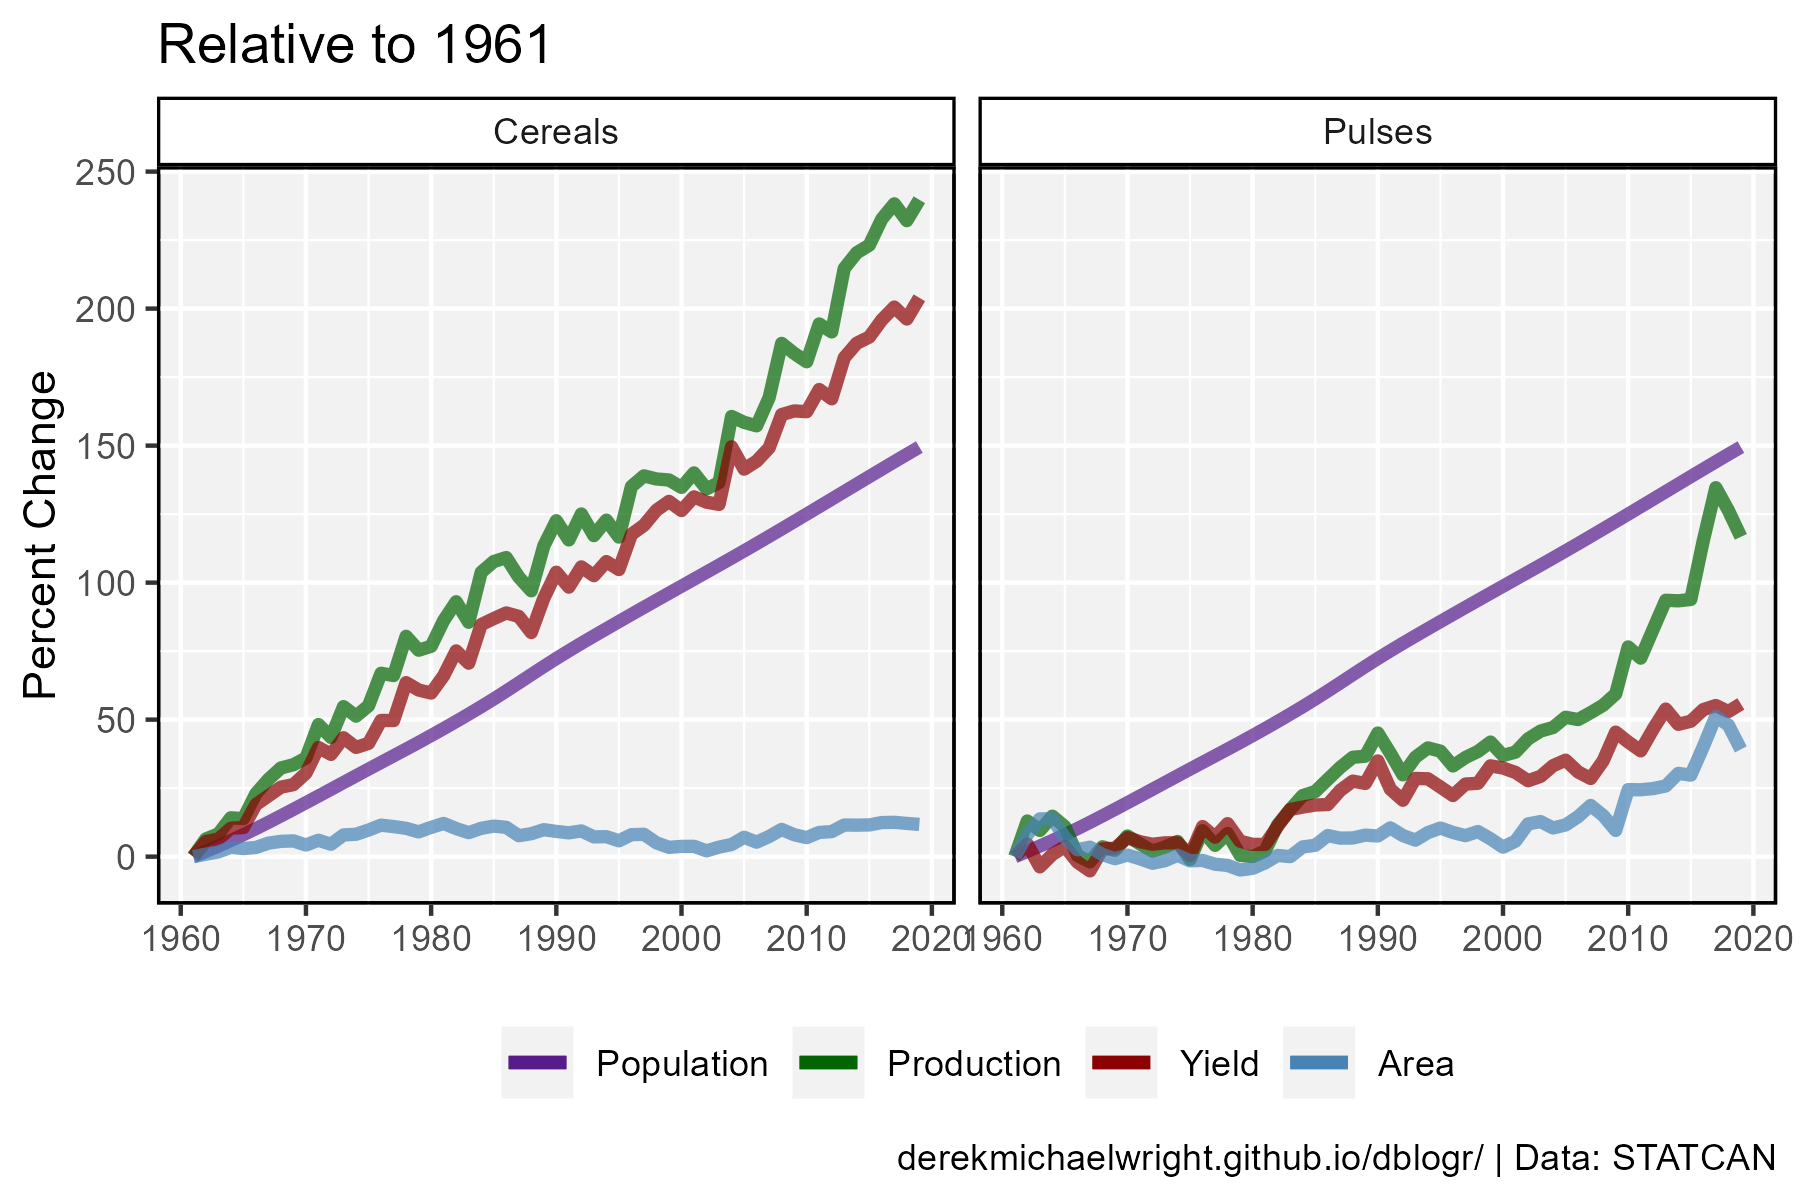 Relative to 1961
Cereals
Pulses
Percent Change
250
200
150
100
50
0
1960 1970 1980 1990 2000 2010 2020
1960 1970 1980 1990 2000 2010 2020
Population Production Yield Area
derekmichaelwright.github.io/dblogr/ | Data: STATCAN